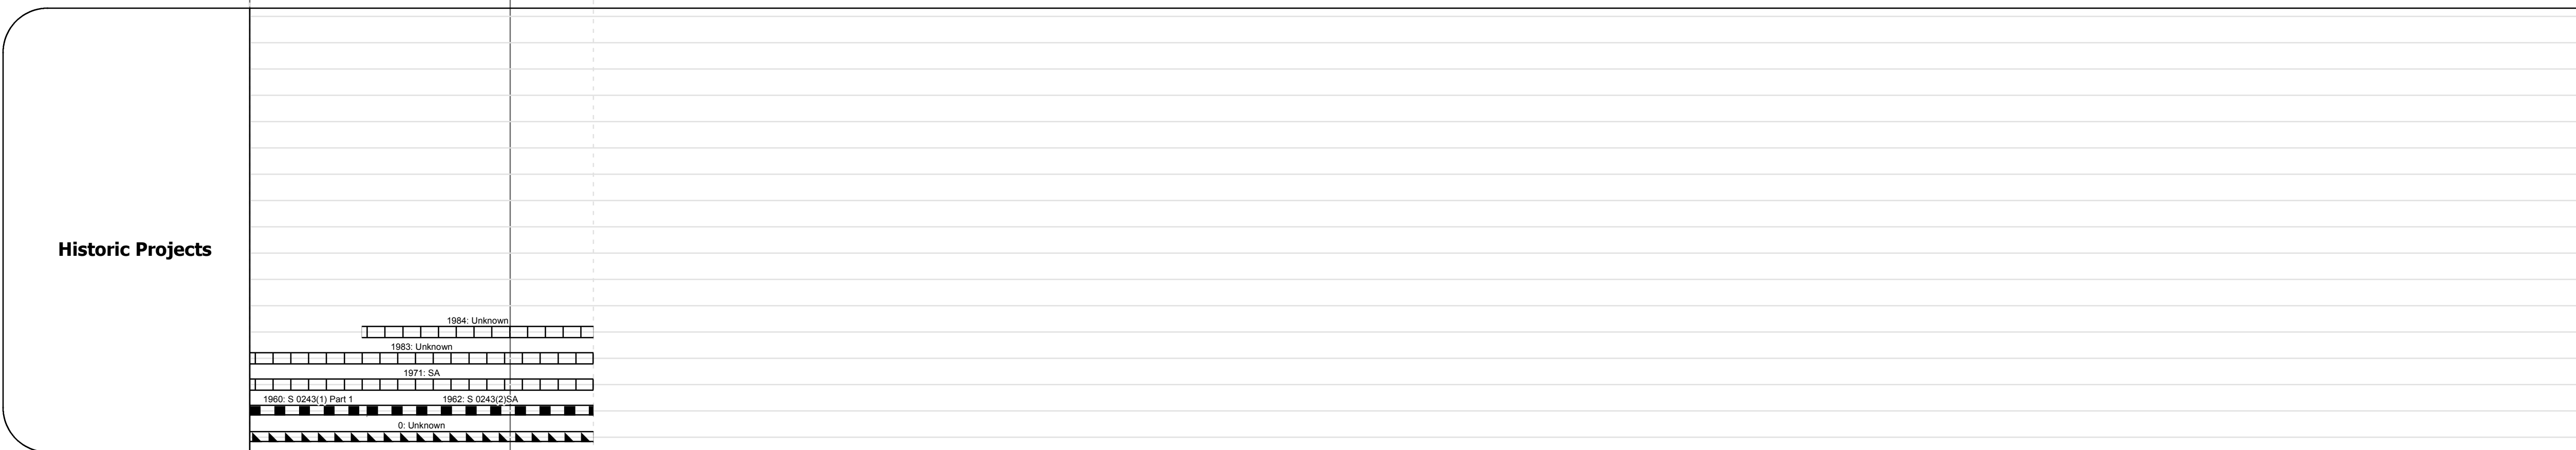 Historic Projects
1984: Unknown
1983: Unknown
1971: SA
1960: S 0243(1) Part 1
1962: S 0243(2)SA
0: Unknown